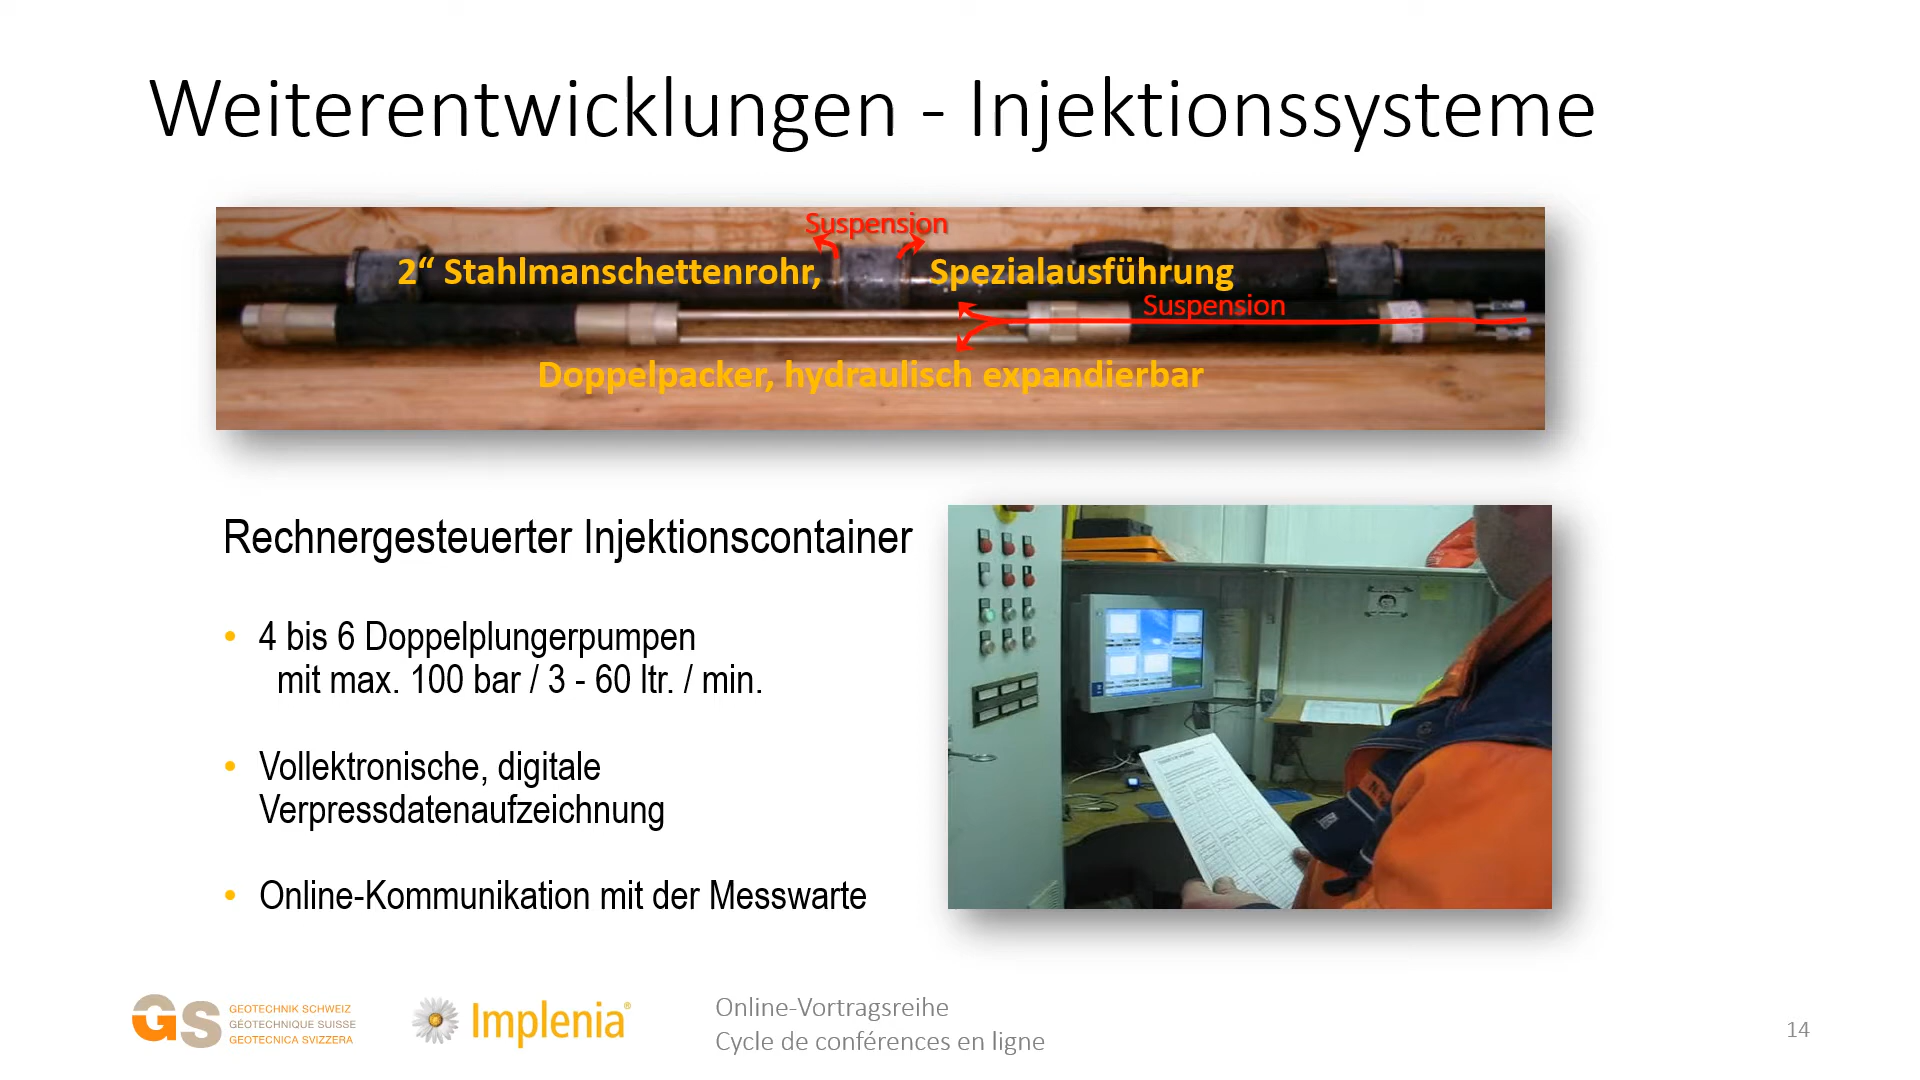 Weiterentwicklungen - Injektionssysteme
Suspension
2“ Stahlmanschettenrohr, Spezialausführung
Suspension
Doppelpacker, hydraulisch expandierbar
Rechnergesteuerter Injektionscontainer
• 4 bis 6 Doppelplungerpumpen
mit max. 100 bar / 3 - 60 ltr. / min.
• Vollektronische, digitale
Verpressdatenaufzeichnung
• Online-Kommunikation mit der Messwarte
GS
GEOTECHNIK SCHWEIZ
GÉOTECHNIQUE SUISSE
GEOTECNICA SVIZZERA
Implenia®
Online-Vortragsreihe
Cycle de conférences en ligne
14